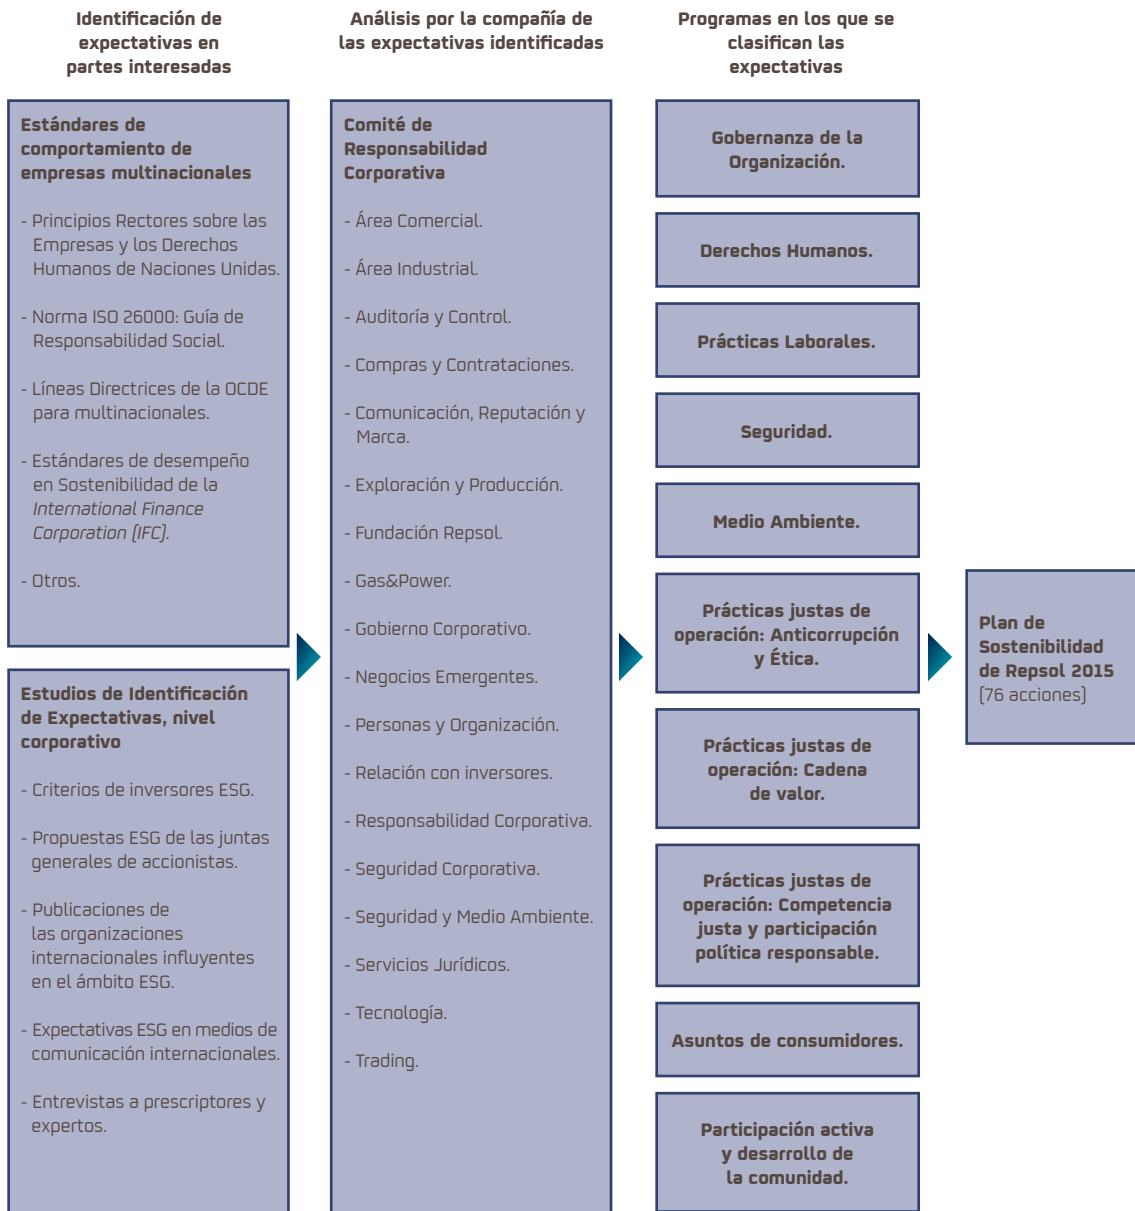 Identificación de
expectativas en
partes interesadas
Estándares de
comportamiento de
empresas multinacionales
- Principios Rectores sobre las
Empresas y los Derechos
Humanos de Naciones Unidas.
- Norma ISO 26000: Guía de
Responsabilidad Social.
- Líneas Directrices de la OCDE
para multinacionales.
- Estándares de desempeño
en Sostenibilidad de la
International Finance
Corporation (IFC).
- Otros.
Estudios de Identificación
de Expectativas, nivel
corporativo
- Criterios de inversores ESG.
- Propuestas ESG de las juntas
generales de accionistas.
- Publicaciones de
las organizaciones
internacionales influyentes
en el ámbito ESG.
- Expectativas ESG en medios de
comunicación internacionales.
- Entrevistas a prescriptores y
expertos.
Análisis por la compañía de
las expectativas identificadas
Comité de
Responsabilidad
Corporativa
- Área Comercial.
- Área Industrial.
- Auditoría y Control.
- Compras y Contrataciones.
- Comunicación, Reputación y
Marca.
- Exploración y Producción.
- Fundación Repsol.
- Gas&Power.
- Gobierno Corporativo.
- Negocios Emergentes.
- Personas y Organización.
- Relación con inversores.
- Responsabilidad Corporativa.
- Seguridad Corporativa.
- Seguridad y Medio Ambiente.
- Servicios Jurídicos.
- Tecnología.
- Trading.
Programas en los que se
clasifican las
expectativas
Gobernanza de la
Organización.
Derechos Humanos.
Prácticas Laborales.
Seguridad.
Medio Ambiente.
Prácticas justas de
operación: Anticorrupción
y Ética.
Prácticas justas de
operación: Cadena
de valor.
Prácticas justas de
operación: Competencia
justa y participación
política responsable.
Asuntos de consumidores.
Participación activa
y desarrollo de
la comunidad.
Plan de
Sostenibilidad
de Repsol 2015
(76 acciones)